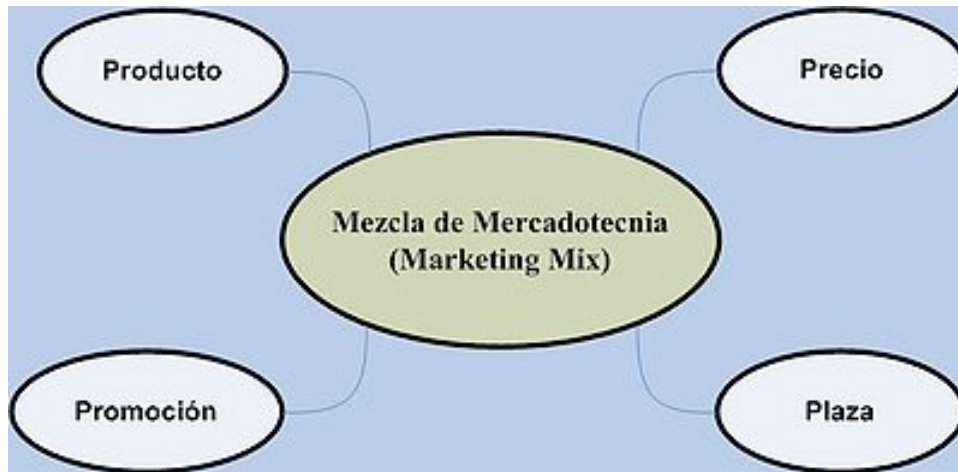 Producto
Precio
Mezcla de Mercadotecnia
(Marketing Mix)
Promoción
Plaza